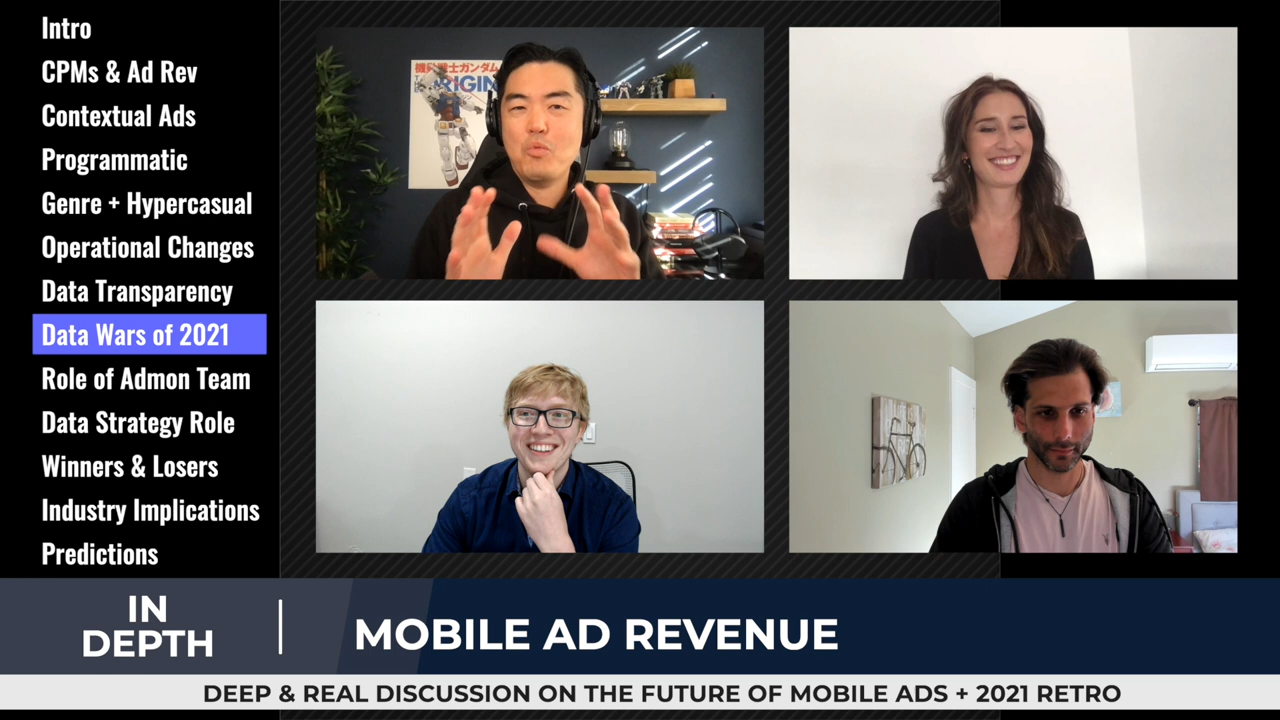 Intro
CPMs & Ad Rev
Contextual Ads
Programmatic
Genre + Hypercasual
Operational Changes
Data Transparency
Data Wars of 2021
Role of Admon Team
Data Strategy Role
Winners & Losers
Industry Implications
Predictions
IN
DEPTH
MOBILE AD REVENUE
DEEP & REAL DISCUSSION ON THE FUTURE OF MOBILE ADS + 2021 RETRO